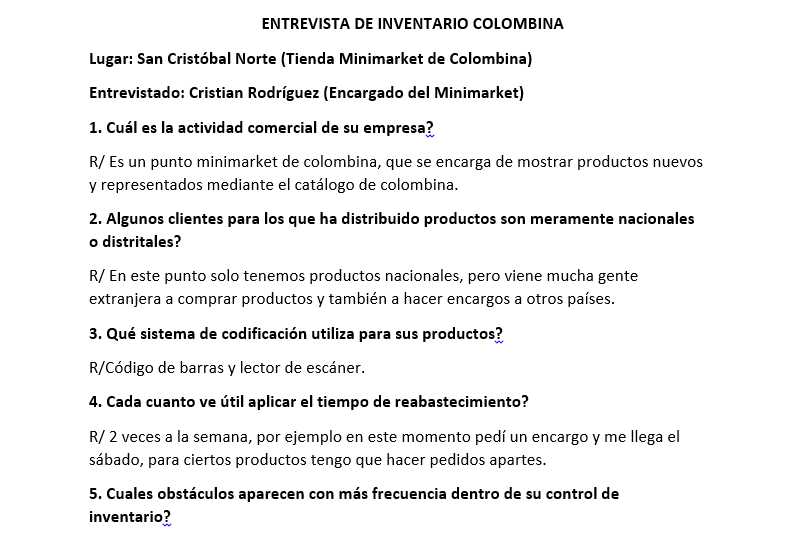 ENTREVISTA DE INVENTARIO COLOMBINA
Lugar: San Cristóbal Norte (Tienda Minimarket de Colombina)
Entrevistado: Cristian Rodríguez (Encargado del Minimarket)
1. Cuál es la actividad comercial de su empresa?
R/ Es un punto minimarket de colombina, que se encarga de mostrar productos nuevos
y representados mediante el catálogo de colombina.
2. Algunos clientes para los que ha distribuido productos son meramente nacionales
o distritales?
R/ En este punto solo tenemos productos nacionales, pero viene mucha gente
extranjera a comprar productos y también a hacer encargos a otros países.
3. Qué sistema de codificación utiliza para sus productos?
R/Código de barras y lector de escáner.
4. Cada cuanto ve útil aplicar el tiempo de reabastecimiento?
R/ 2 veces a la semana, por ejemplo en este momento pedí un encargo y me llega el
sábado, para ciertos productos tengo que hacer pedidos apartes.
5. Cuales obstáculos aparecen con más frecuencia dentro de su control de
inventario?